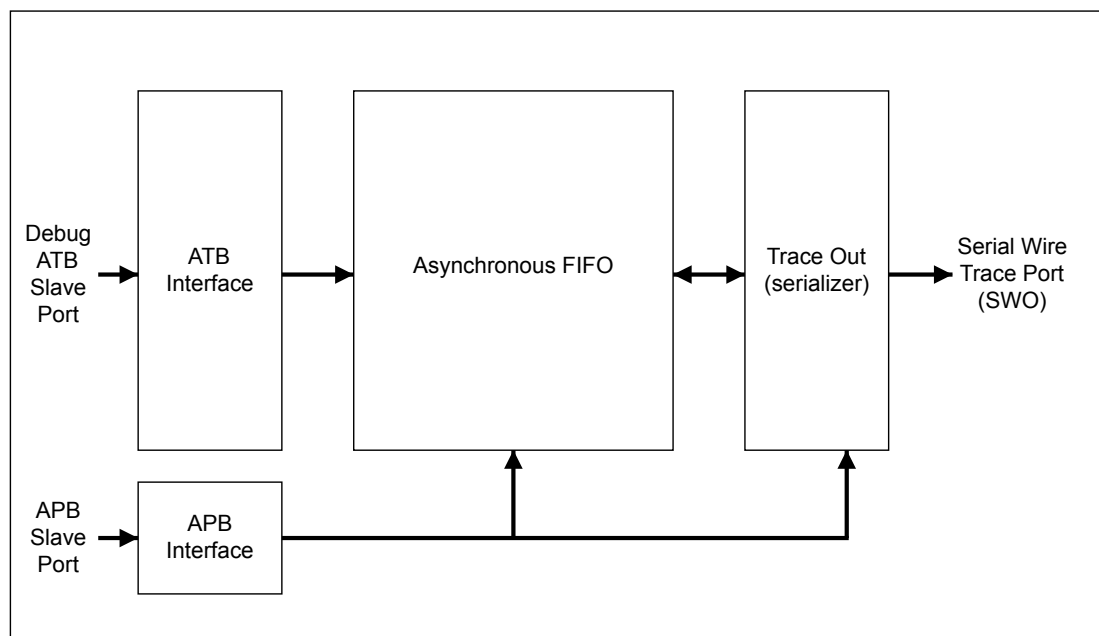 Debug
ATB
Slave
Port
ATB
Interface
Asynchronous FIFO
Trace Out
(serializer)
Serial Wire
Trace Port
(SWO)
APB
Slave
Port
APB
Interface